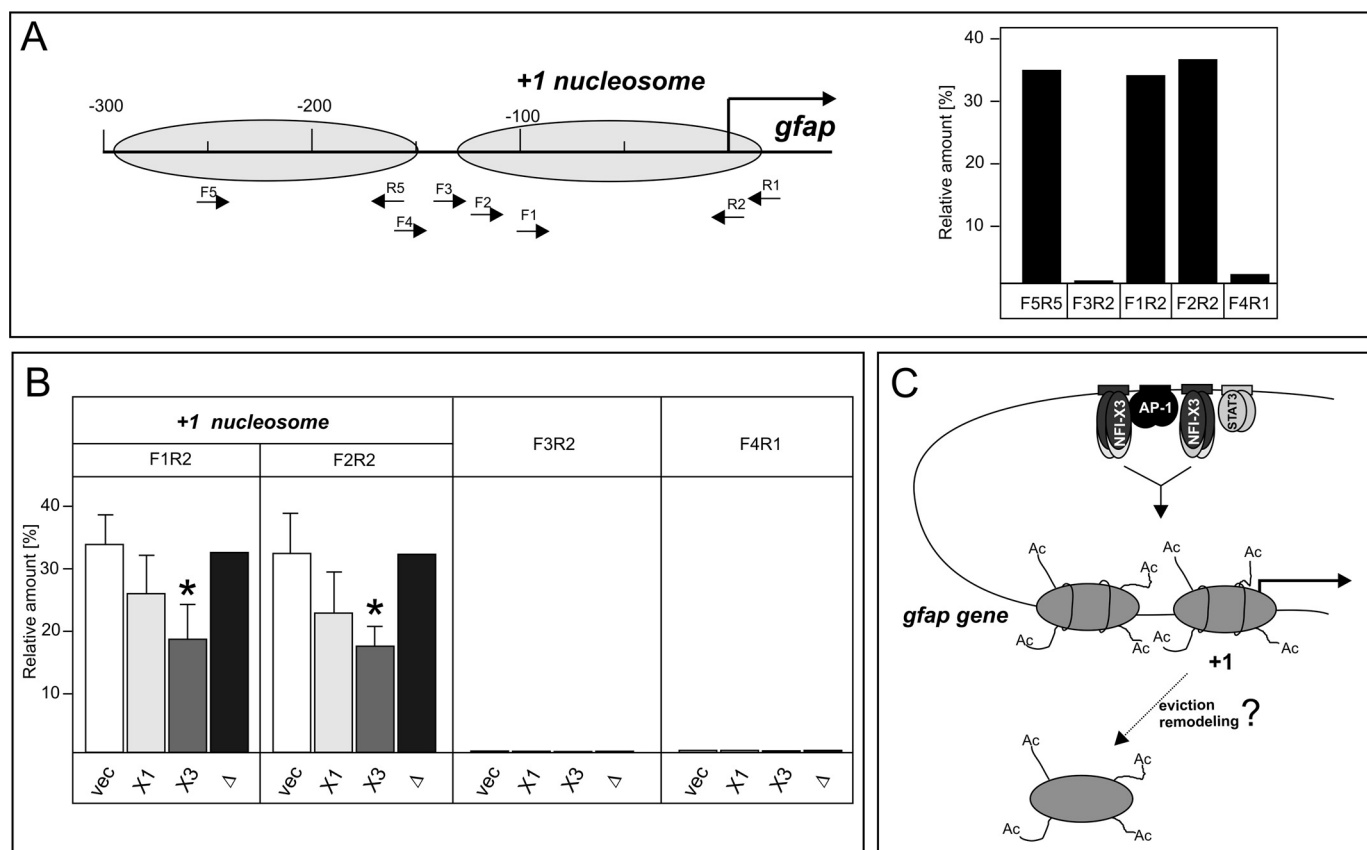 A
+1 nucleosome
-300
-200
-100
gfap
F5
R5
F3
R1
F4
F2
F1
R2
Relative amount [%]
40
30
20
10
F5R5 F3R2 F1R2 F2R2 F4R1
B
+1 nucleosome
F1R2 F2R2 F3R2 F4R1
Relative amount [%]
40
30
20
10
* *
vec X1 X3 Δ vec X1 X3 Δ vec X1 X3 Δ vec X1 X3 Δ
C
NFI-X3 AP-1 NFI-X3 STAT3
Ac Ac Ac Ac
gfap gene
Ac Ac Ac Ac
+1
eviction
remodeling ?
Ac Ac
Ac Ac